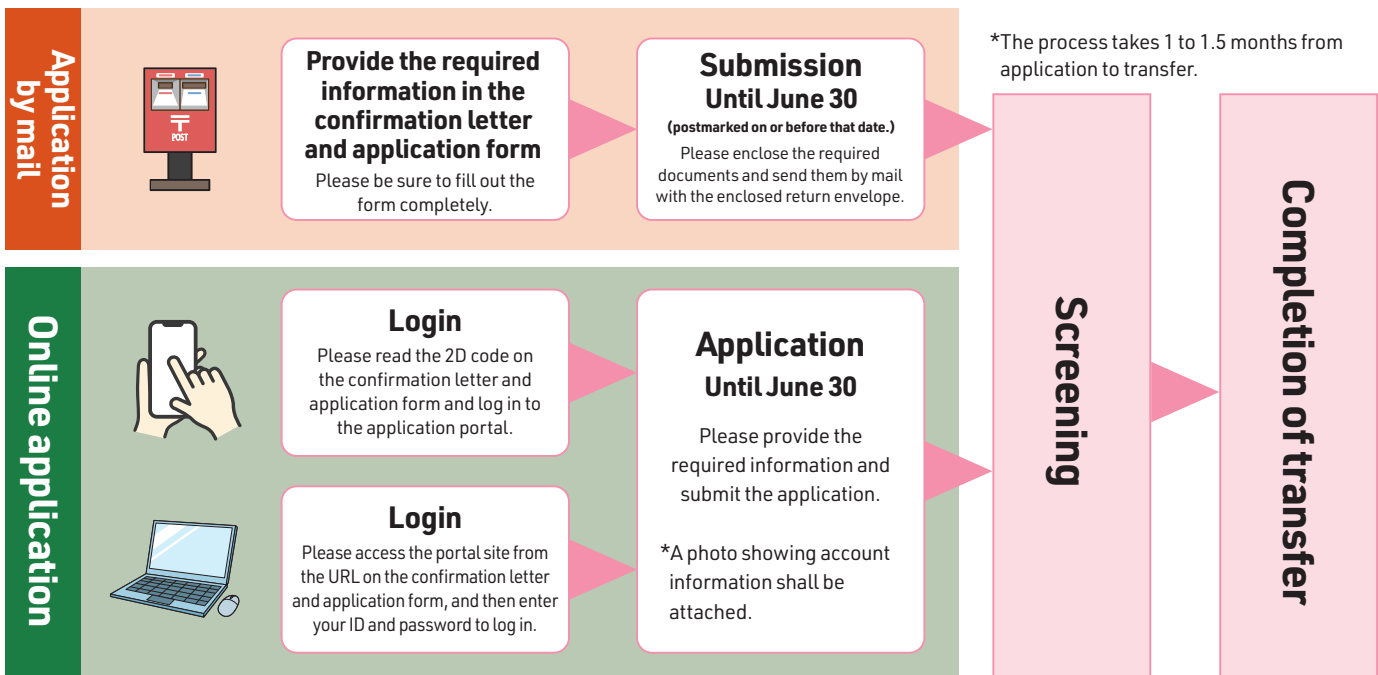 Application
by mail
〒
POST
Provide the required
information in the
confirmation letter
and application form
Please be sure to fill out the
form completely.
Submission
Until June 30
(postmarked on or before that date.)
Please enclose the required
documents and send them by mail
with the enclosed return envelope.
*The process takes 1 to 1.5 months from
application to transfer.
Online application
Login
Please read the 2D code on
the confirmation letter and
application form and log in to
the application portal.
Login
Please access the portal site from
the URL on the confirmation letter
and application form, and then enter
your ID and password to log in.
Application
Until June 30
Please provide the
required information and
submit the application.
*A photo showing account
information shall be
attached.
Screening
Completion of transfer